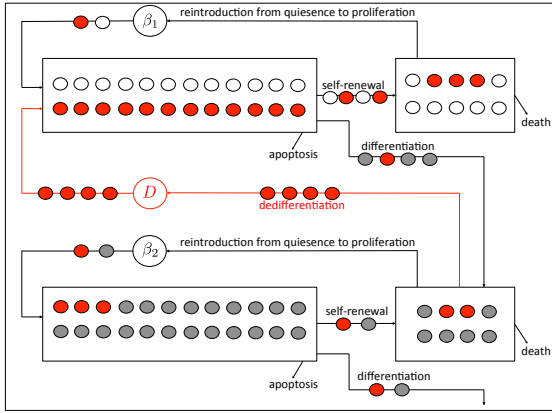 reintroduction from quiesence to proliferation
β₁
self-renewal
death
apoptosis
differentiation
D
dedifferentiation
reintroduction from quiesence to proliferation
β₂
self-renewal
death
apoptosis
differentiation